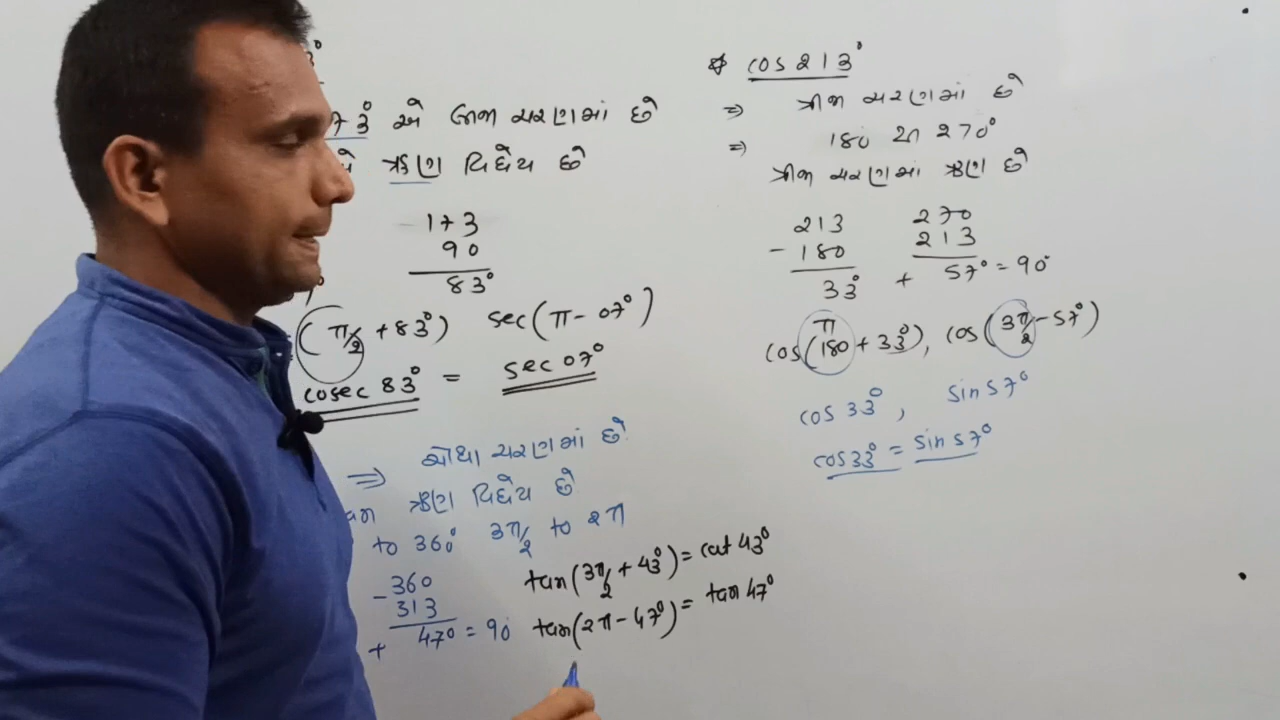 73° એ બીજા ચરણમાં છે
ઋણ વિધેય છે
173
90
83°
(π/2 + 83°) sec(π - 07°)
cosec 83° = sec 07°
⇒ ચોથા ચરણમાં છે
ઋણ વિધેય છે
to 360° 3π/2 to 2π
- 360
313
+ 47° = 90
tan(3π/2 + 43°) = cot 43°
tan(2π - 47°) = tan 47°
cos 213°
⇒ ત્રીજા ચરણમાં છે
⇒ 180 થી 270°
ત્રીજા ચરણમાં ઋણ છે
213 270
- 180 213
33° + 57° = 90°
π
cos(180 + 33°), cos(3π/2 - 57°)
cos 33°, sin 57°
cos 33° = sin 57°